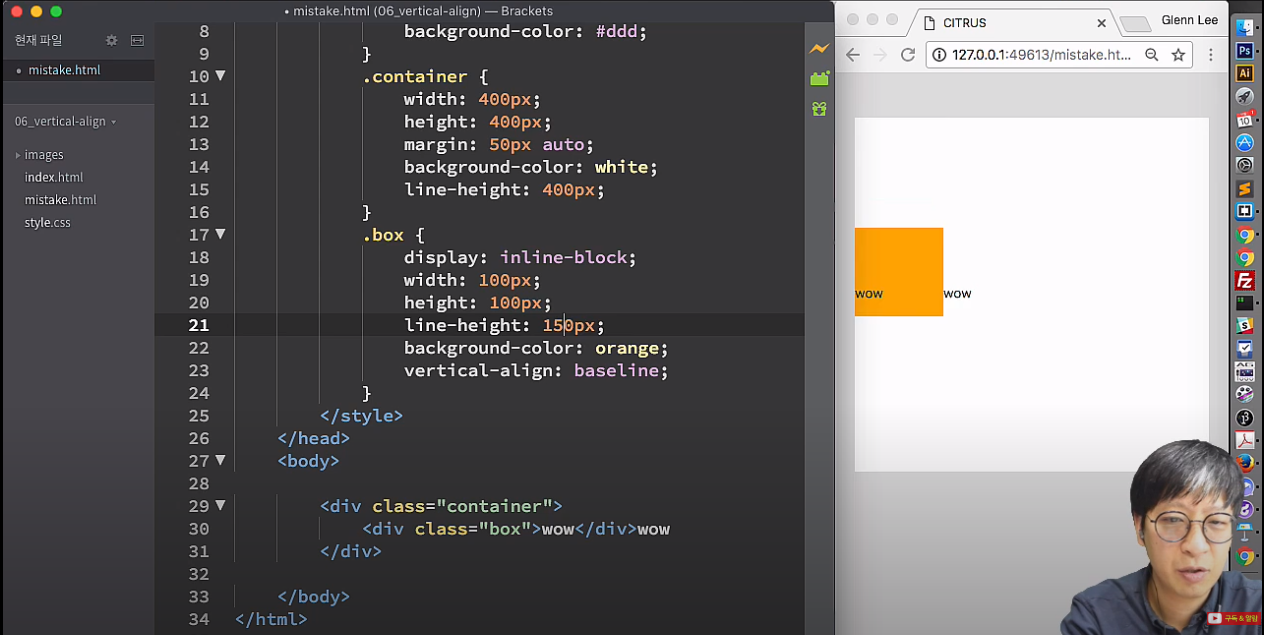 • mistake.html (06_vertical-align) — Brackets
현재 파일
• mistake.html
06_vertical-align
images
index.html
mistake.html
style.css
8 background-color: #ddd;
9 }
10 .container {
11 width: 400px;
12 height: 400px;
13 margin: 50px auto;
14 background-color: white;
15 line-height: 400px;
16 }
17 .box {
18 display: inline-block;
19 width: 100px;
20 height: 100px;
21 line-height: 150px;
22 background-color: orange;
23 vertical-align: baseline;
24 }
25 </style>
26 </head>
27 <body>
28
29 <div class="container">
30 <div class="box">wow</div>wow
31 </div>
32
33 </body>
34 </html>
CITRUS
Glenn Lee
127.0.0.1:49613/mistake.ht...
wow wow
Ps
Ai
10
Fz
S
구독 & 알림